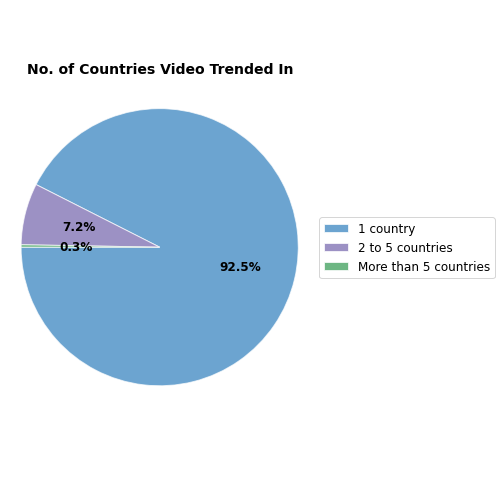 No. of Countries Video Trended In
7.2%
0.3%
92.5%
1 country
2 to 5 countries
More than 5 countries